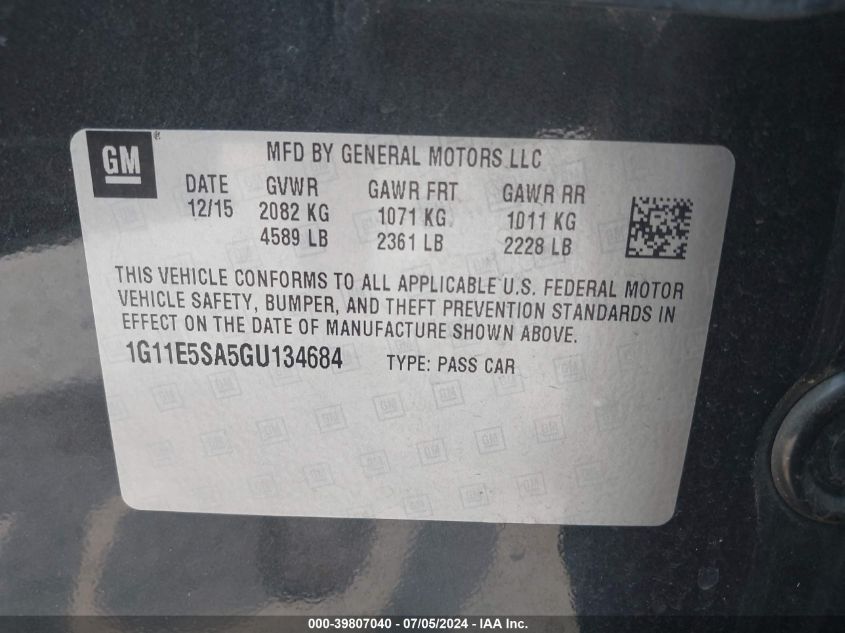 GM
MFD BY GENERAL MOTORS LLC
DATE GVWR GAWR FRT GAWR RR
12/15 2082 KG 1071 KG 1011 KG
4589 LB 2361 LB 2228 LB
THIS VEHICLE CONFORMS TO ALL APPLICABLE U.S. FEDERAL MOTOR
VEHICLE SAFETY, BUMPER, AND THEFT PREVENTION STANDARDS IN
EFFECT ON THE DATE OF MANUFACTURE SHOWN ABOVE.
1G11E5SA5GU134684 TYPE: PASS CAR
000-39807040 - 07/05/2024 - IAA Inc.